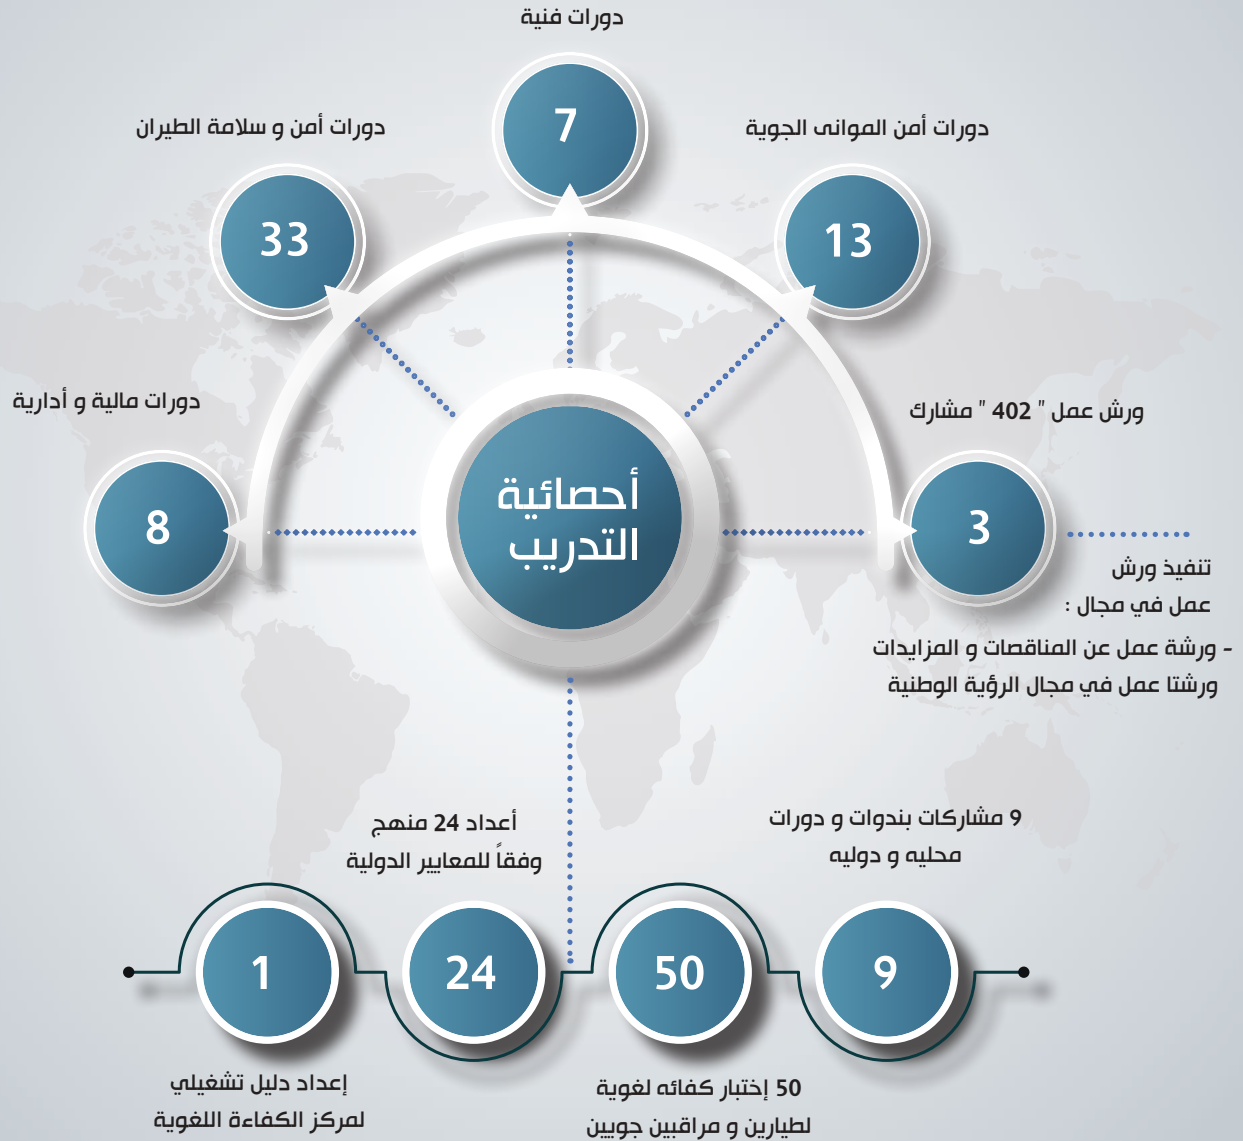 دورات فنية
7
دورات أمن الموانى الجوية
13
دورات أمن و سلامة الطيران
33
ورش عمل " 402 " مشارك
3
دورات مالية و أدارية
8
أحصائية
التدريب
تنفيذ ورش
عمل في مجال :
- ورشة عمل عن المناقصات و المزايدات
ورشتا عمل في مجال الرؤية الوطنية
9 مشاركات بندوات و دورات
محليه و دوليه
9
50
50 إختبار كفائه لغوية
لطيارين و مراقبين جويين
أعداد 24 منهج
وفقاً للمعايير الدولية
24
1
إعداد دليل تشغيلي
لمركز الكفاءة اللغوية